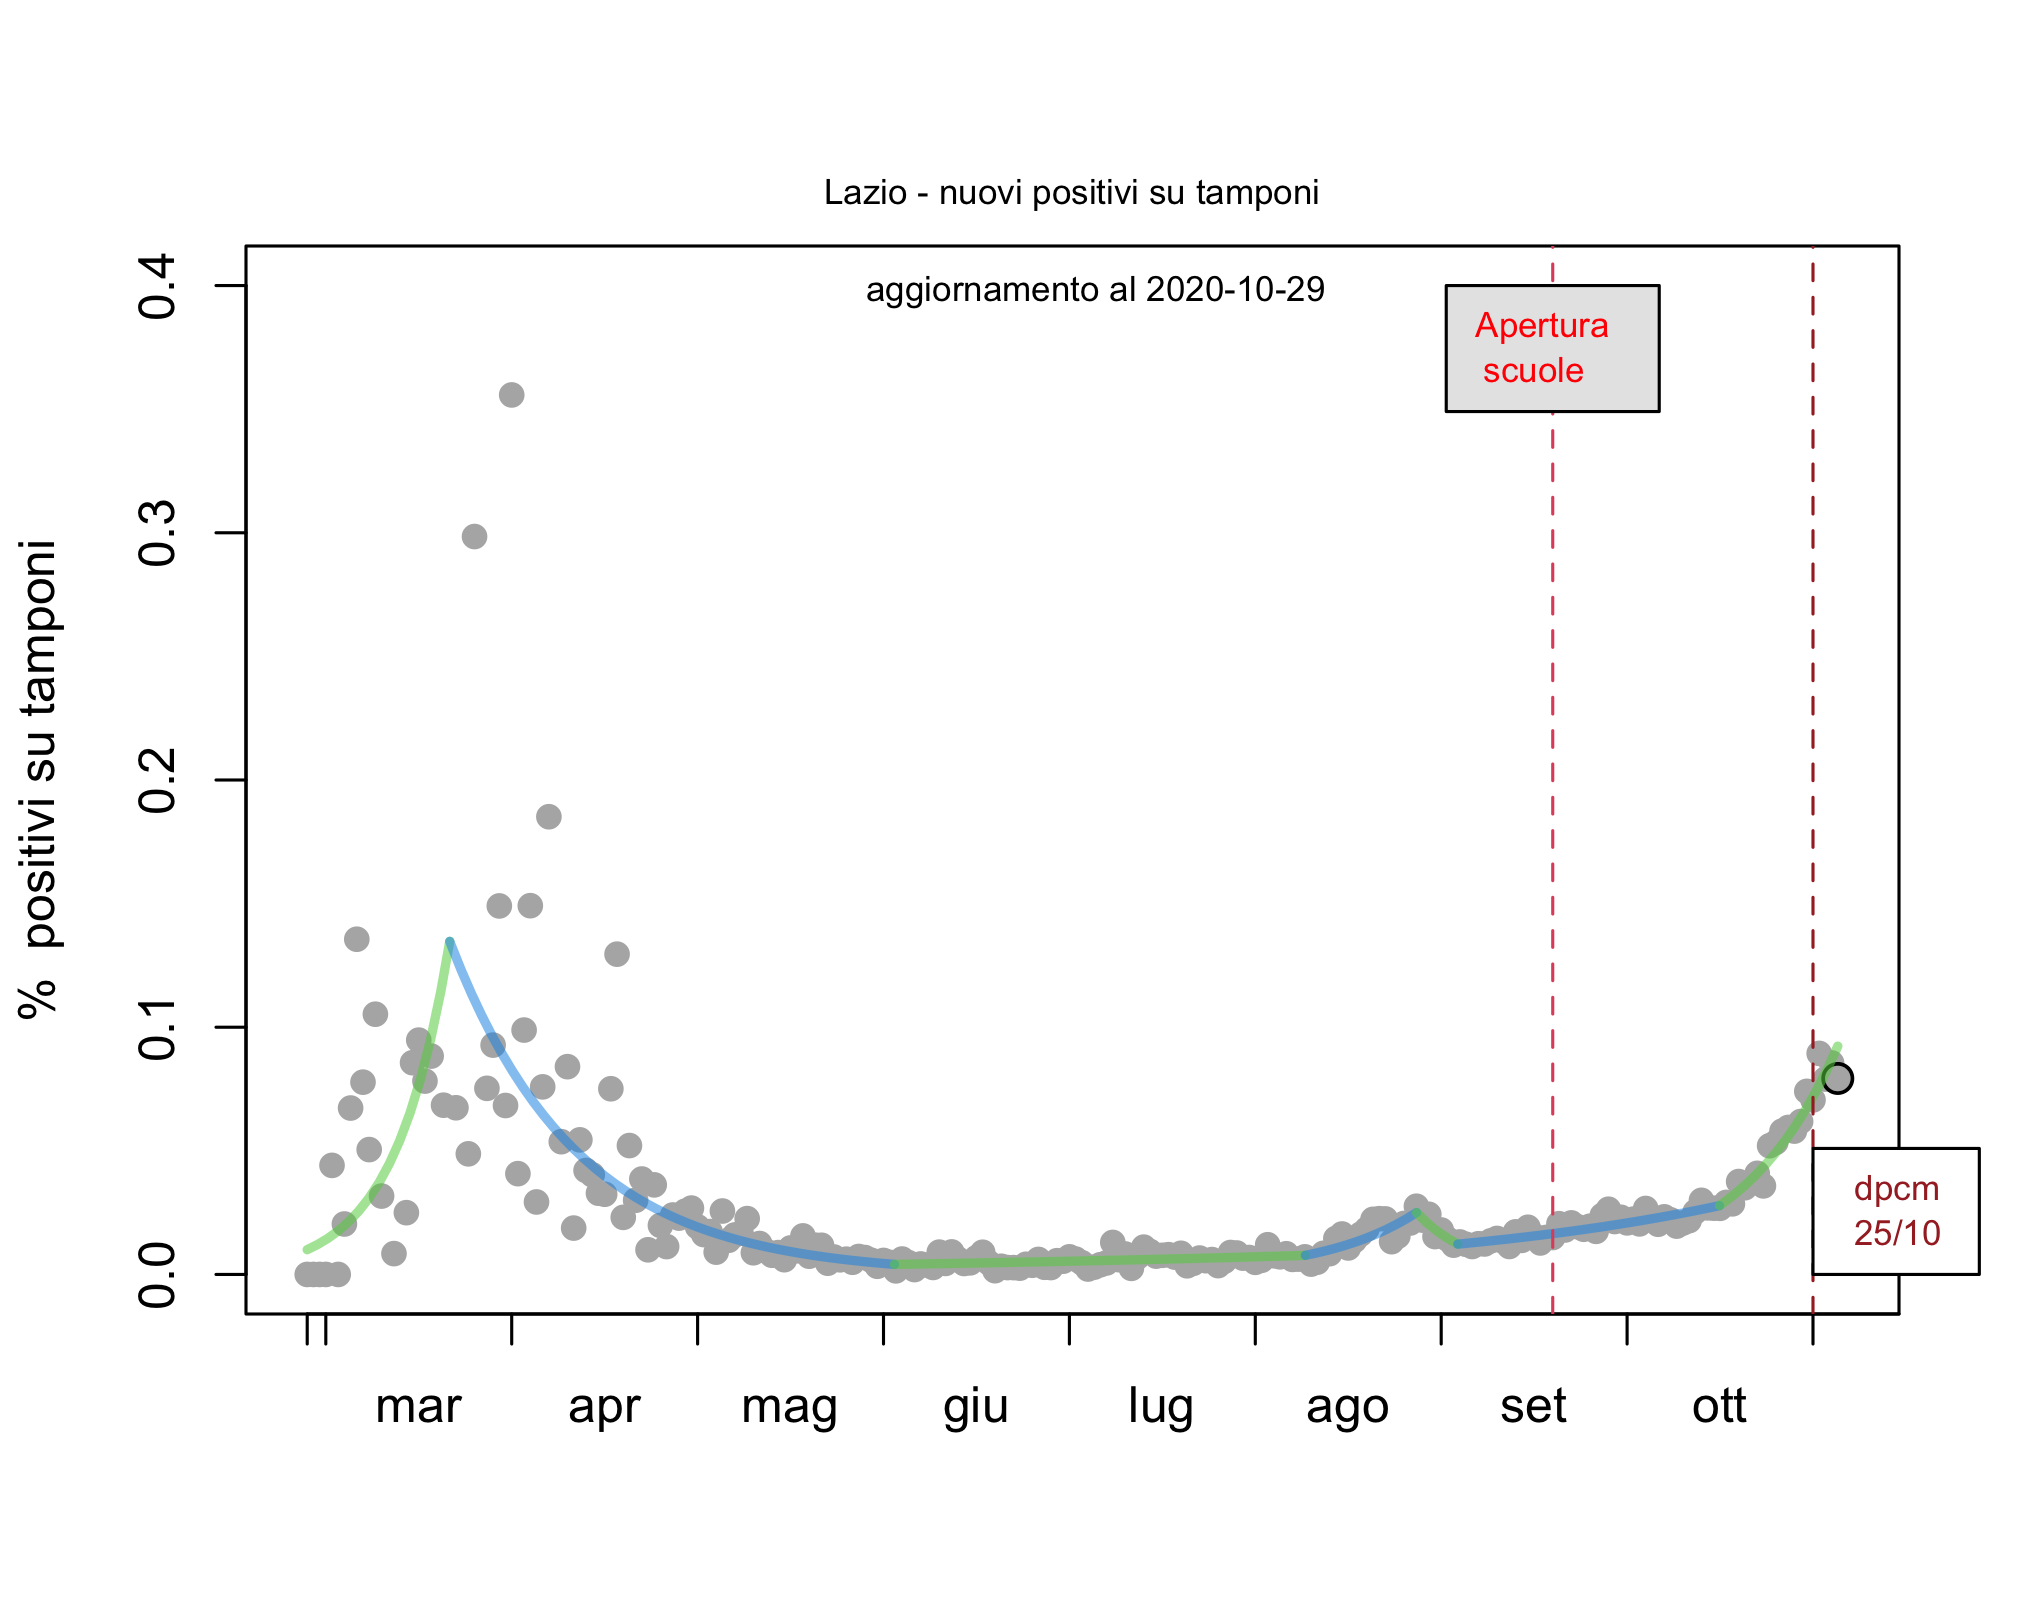 Lazio - nuovi positivi su tamponi
aggiornamento al 2020-10-29
Apertura
scuole
dpcm
25/10
% positivi su tamponi
0.4
0.3
0.2
0.1
0.0
mar apr mag giu lug ago set ott